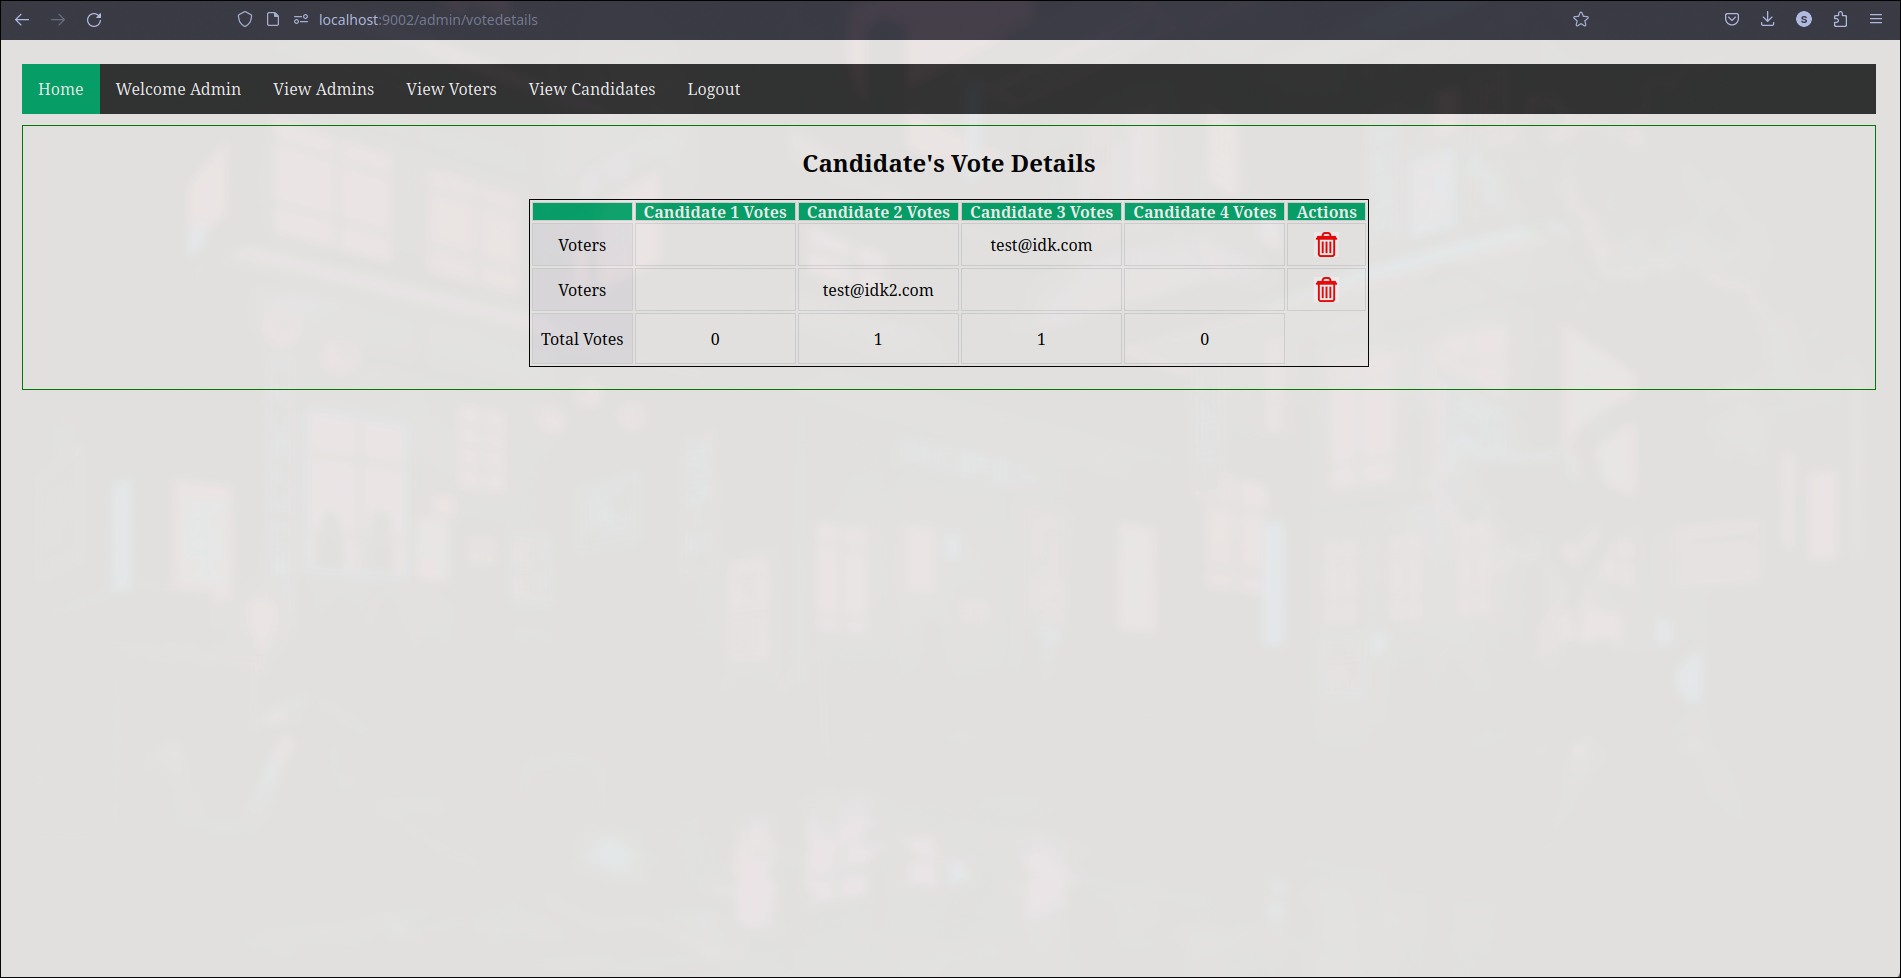 localhost:9002/admin/votedetails
S
Home Welcome Admin View Admins View Voters View Candidates Logout
Candidate's Vote Details
Candidate 1 Votes Candidate 2 Votes Candidate 3 Votes Candidate 4 Votes Actions
Voters test@idk.com
Voters test@idk2.com
Total Votes 0 1 1 0